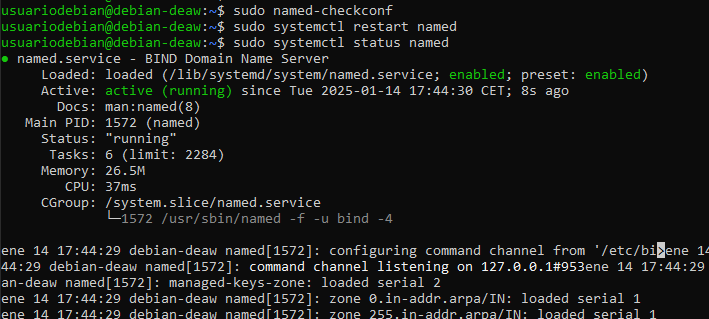 usuariodebian@debian-deaw:~$ sudo named-checkconf
usuariodebian@debian-deaw:~$ sudo systemctl restart named
usuariodebian@debian-deaw:~$ sudo systemctl status named
● named.service - BIND Domain Name Server
Loaded: loaded (/lib/systemd/system/named.service; enabled; preset: enabled)
Active: active (running) since Tue 2025-01-14 17:44:30 CET; 8s ago
Docs: man:named(8)
Main PID: 1572 (named)
Status: "running"
Tasks: 6 (limit: 2284)
Memory: 26.5M
CPU: 37ms
CGroup: /system.slice/named.service
└─1572 /usr/sbin/named -f -u bind -4
ene 14 17:44:29 debian-deaw named[1572]: configuring command channel from '/etc/bi>ene 14
44:29 debian-deaw named[1572]: command channel listening on 127.0.0.1#953ene 14 17:44:29
an-deaw named[1572]: managed-keys-zone: loaded serial 2
ene 14 17:44:29 debian-deaw named[1572]: zone 0.in-addr.arpa/IN: loaded serial 1
ene 14 17:44:29 debian-deaw named[1572]: zone 255.in-addr.arpa/IN: loaded serial 1